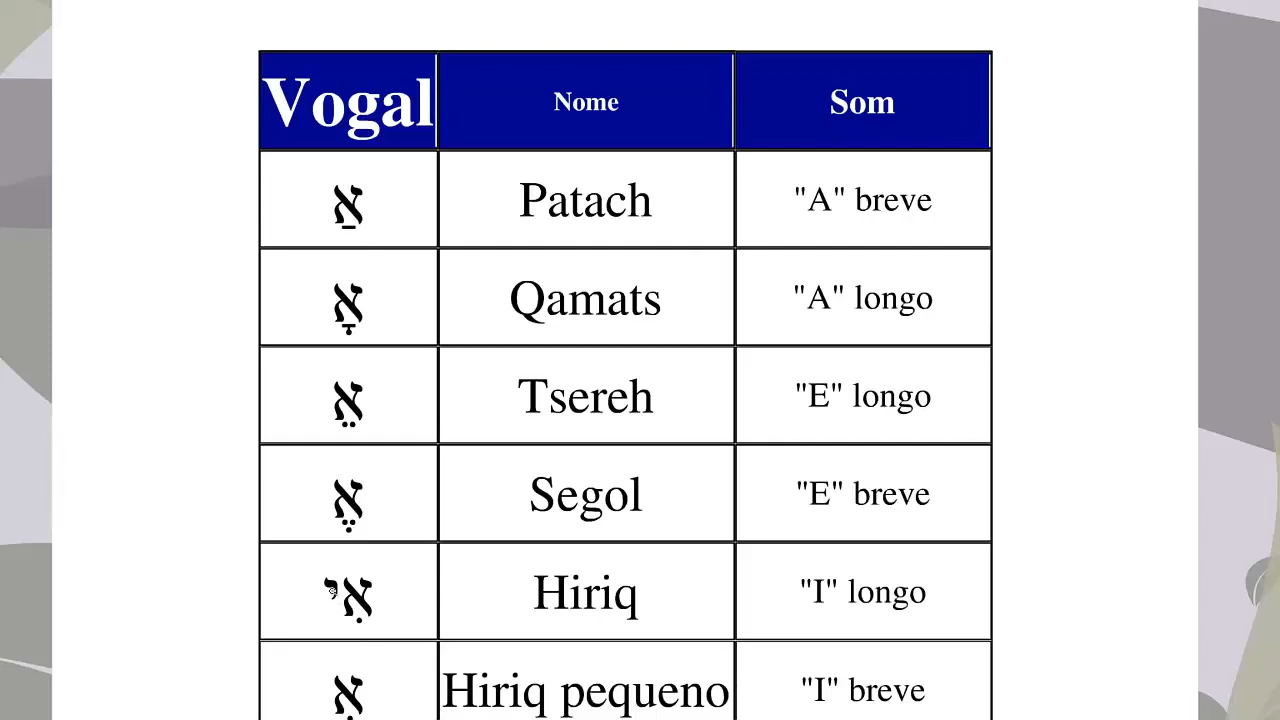 Vogal Nome Som
אַ Patach "A" breve
אָ Qamats "A" longo
אֵ Tsereh "E" longo
אֶ Segol "E" breve
אִי Hiriq "I" longo
אִ Hiriq pequeno "I" breve